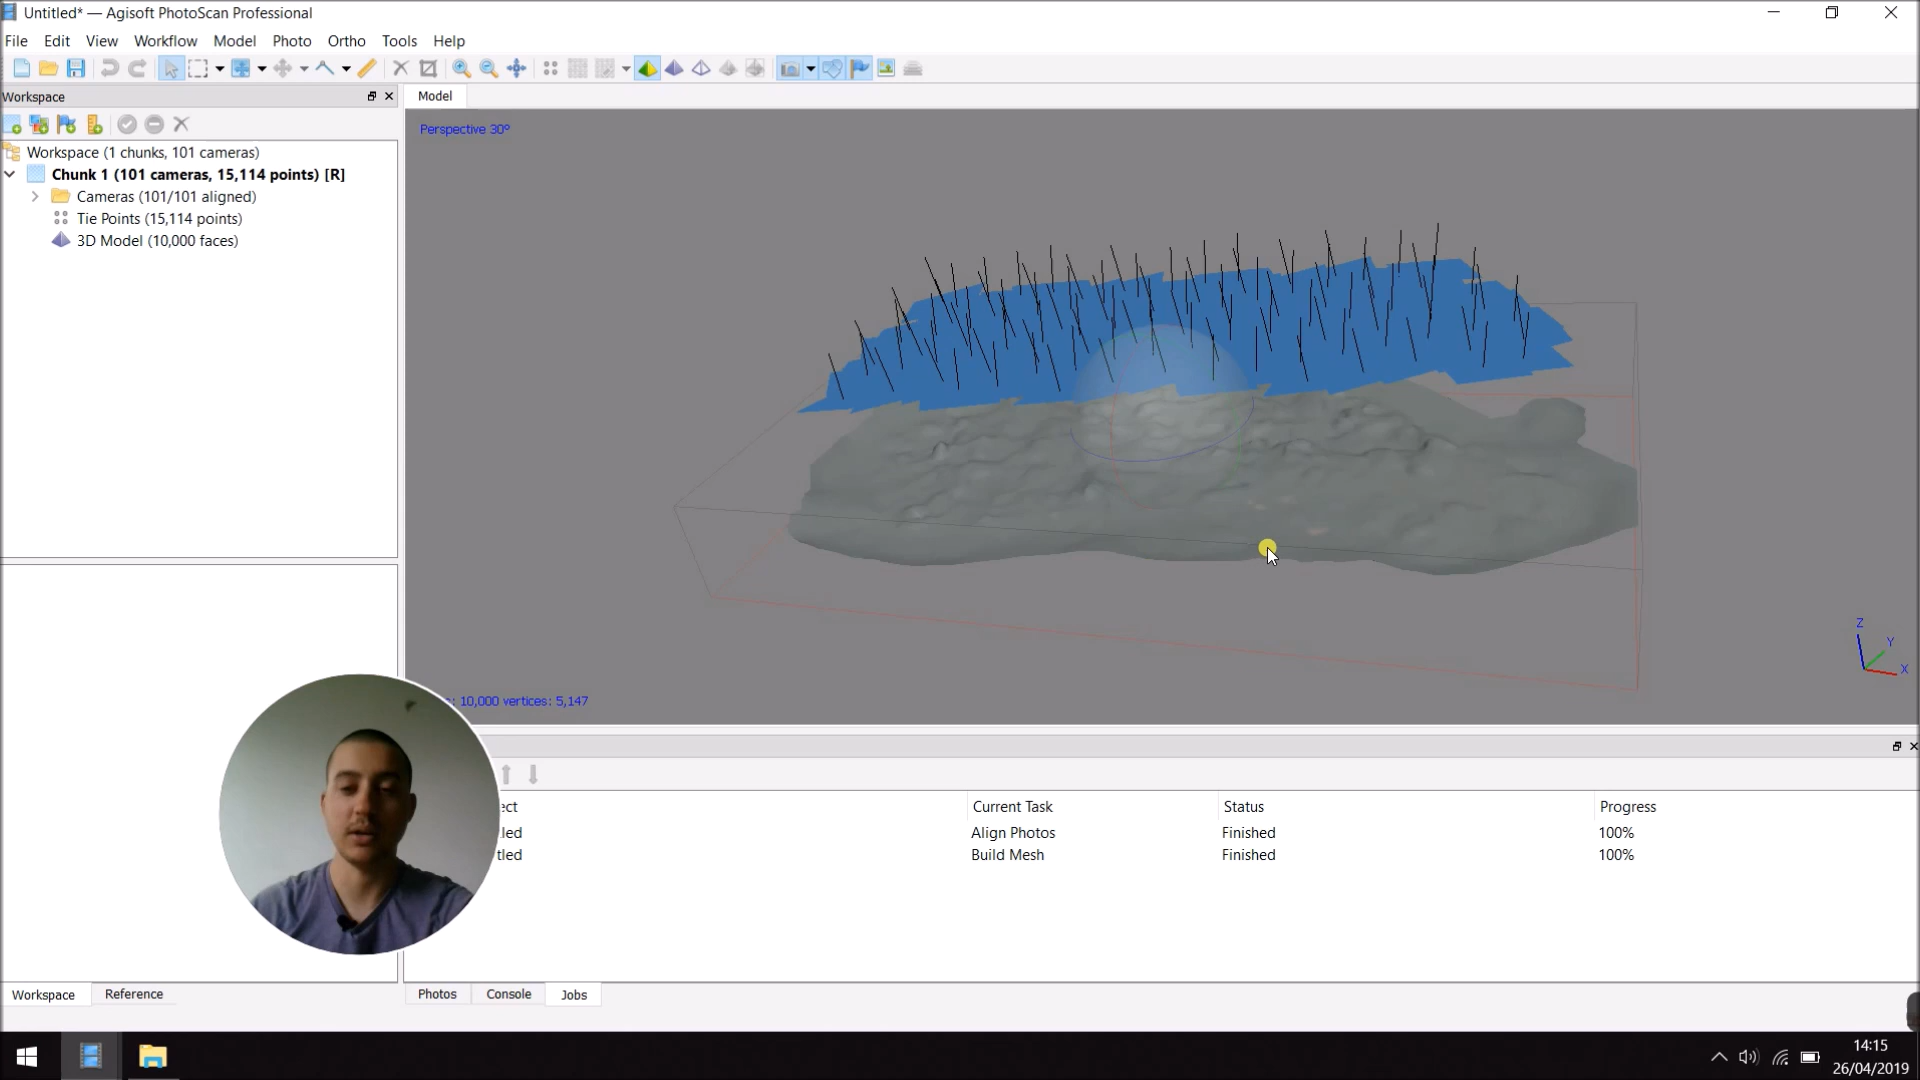 Untitled* — Agisoft PhotoScan Professional
File Edit View Workflow Model Photo Ortho Tools Help
Workspace
Model
Perspective 30°
Workspace (1 chunks, 101 cameras)
Chunk 1 (101 cameras, 15,114 points) [R]
Cameras (101/101 aligned)
Tie Points (15,114 points)
3D Model (10,000 faces)
Z
Y
X
: 10,000 vertices: 5,147
ect Current Task Status Progress
led Align Photos Finished 100%
tled Build Mesh Finished 100%
Workspace Reference Photos Console Jobs
14:15
26/04/2019